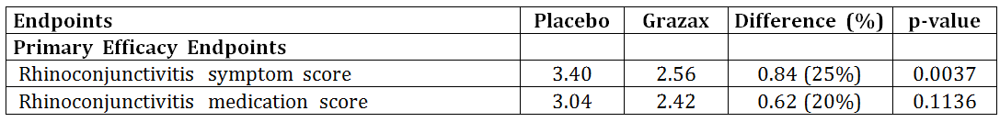 Endpoints Placebo Grazax Difference (%) p-value
Primary Efficacy Endpoints
Rhinoconjunctivitis symptom score 3.40 2.56 0.84 (25%) 0.0037
Rhinoconjunctivitis medication score 3.04 2.42 0.62 (20%) 0.1136